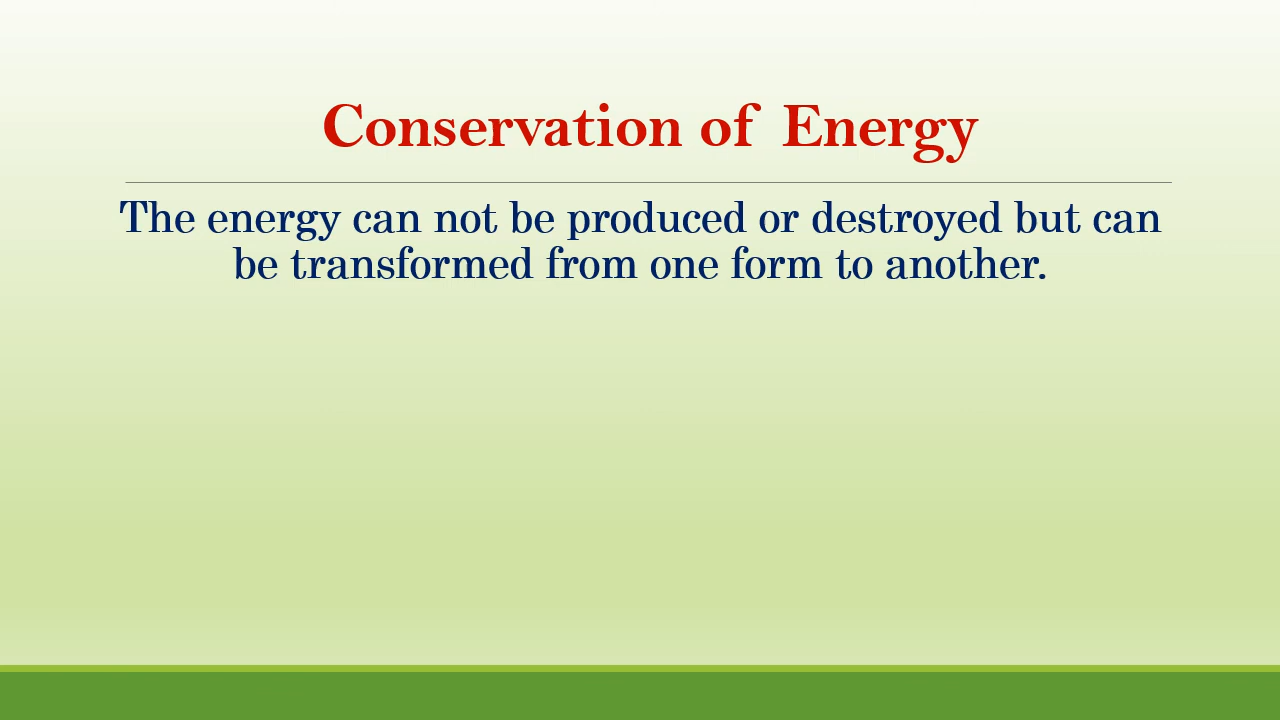 Conservation of Energy
The energy can not be produced or destroyed but can
be transformed from one form to another.